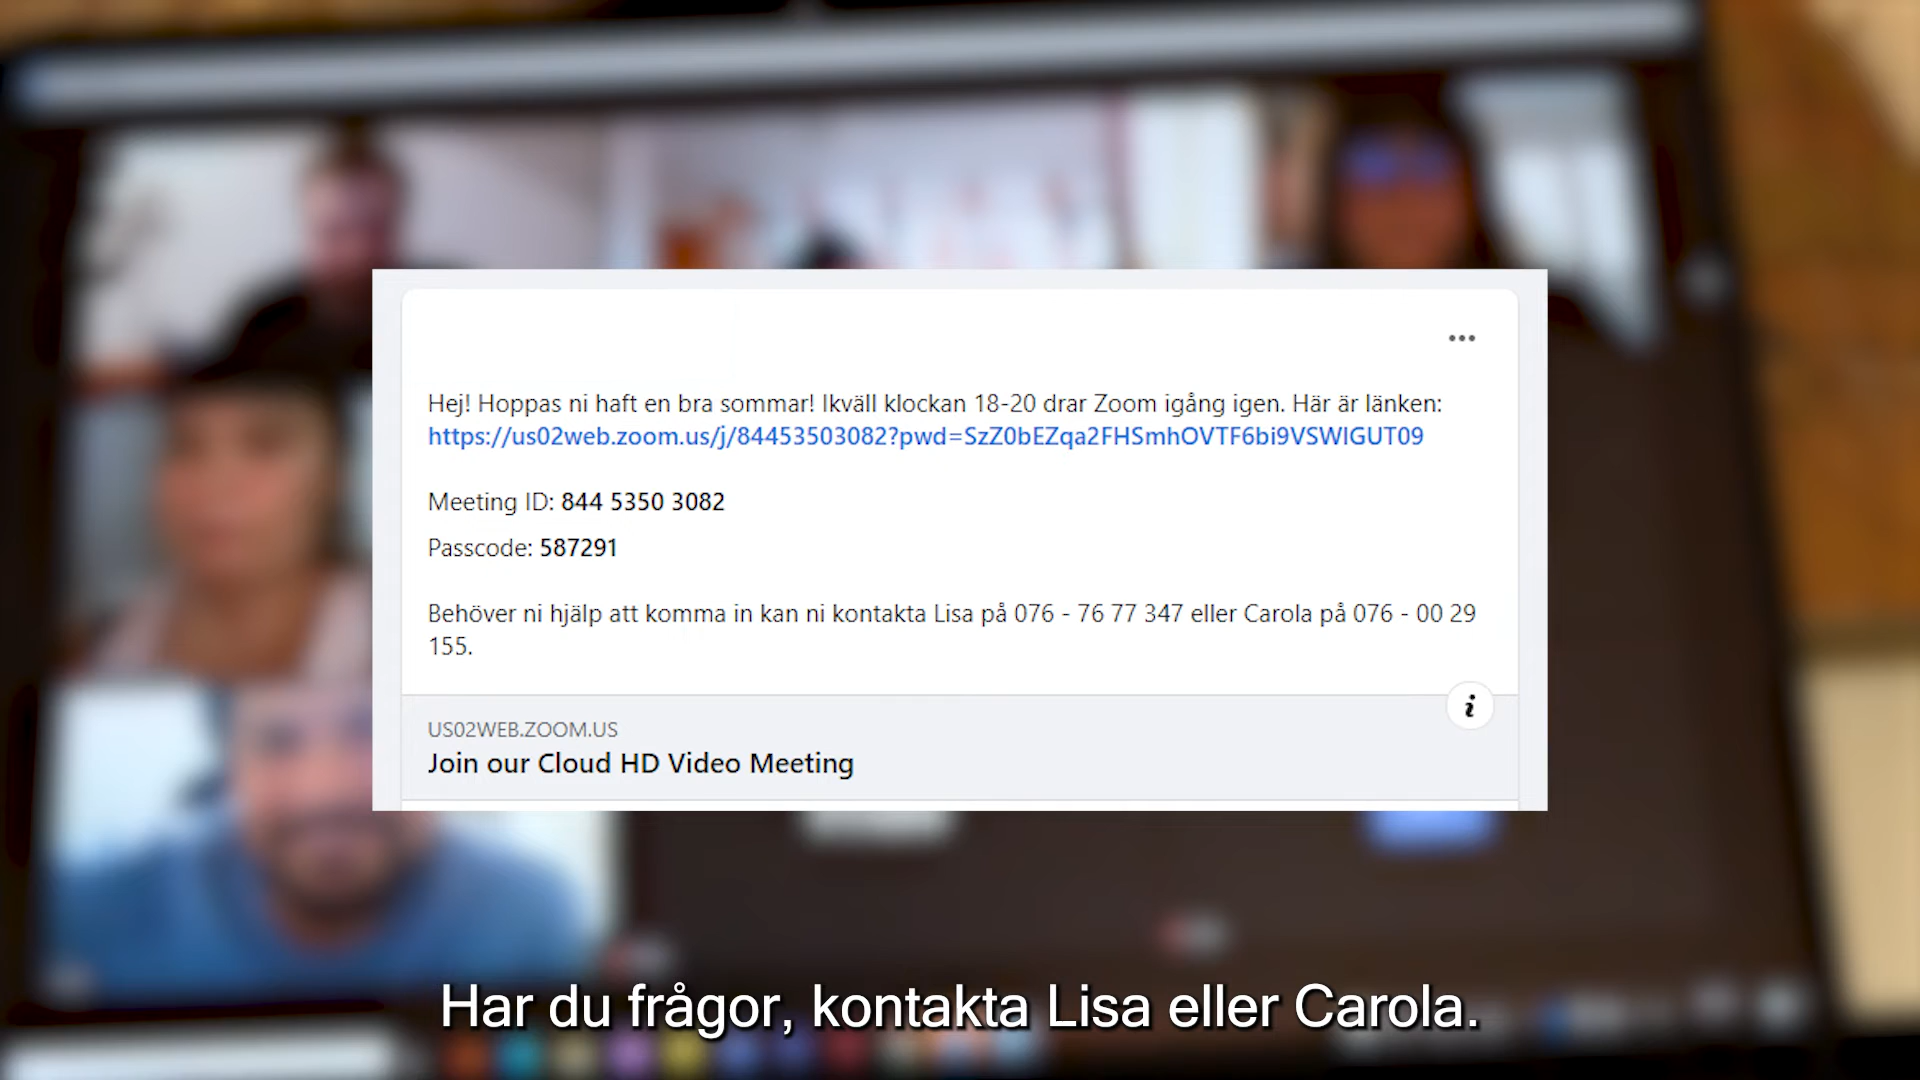 Hej! Hoppas ni haft en bra sommar! Ikväll klockan 18-20 drar Zoom igång igen. Här är länken:
https://us02web.zoom.us/j/84453503082?pwd=SzZ0bEZqa2FHSmhOVTF6bi9VSWlGUT09
Meeting ID: 844 5350 3082
Passcode: 587291
Behöver ni hjälp att komma in kan ni kontakta Lisa på 076 - 76 77 347 eller Carola på 076 - 00 29
155.
US02WEB.ZOOM.US
Join our Cloud HD Video Meeting
Har du frågor, kontakta Lisa eller Carola.